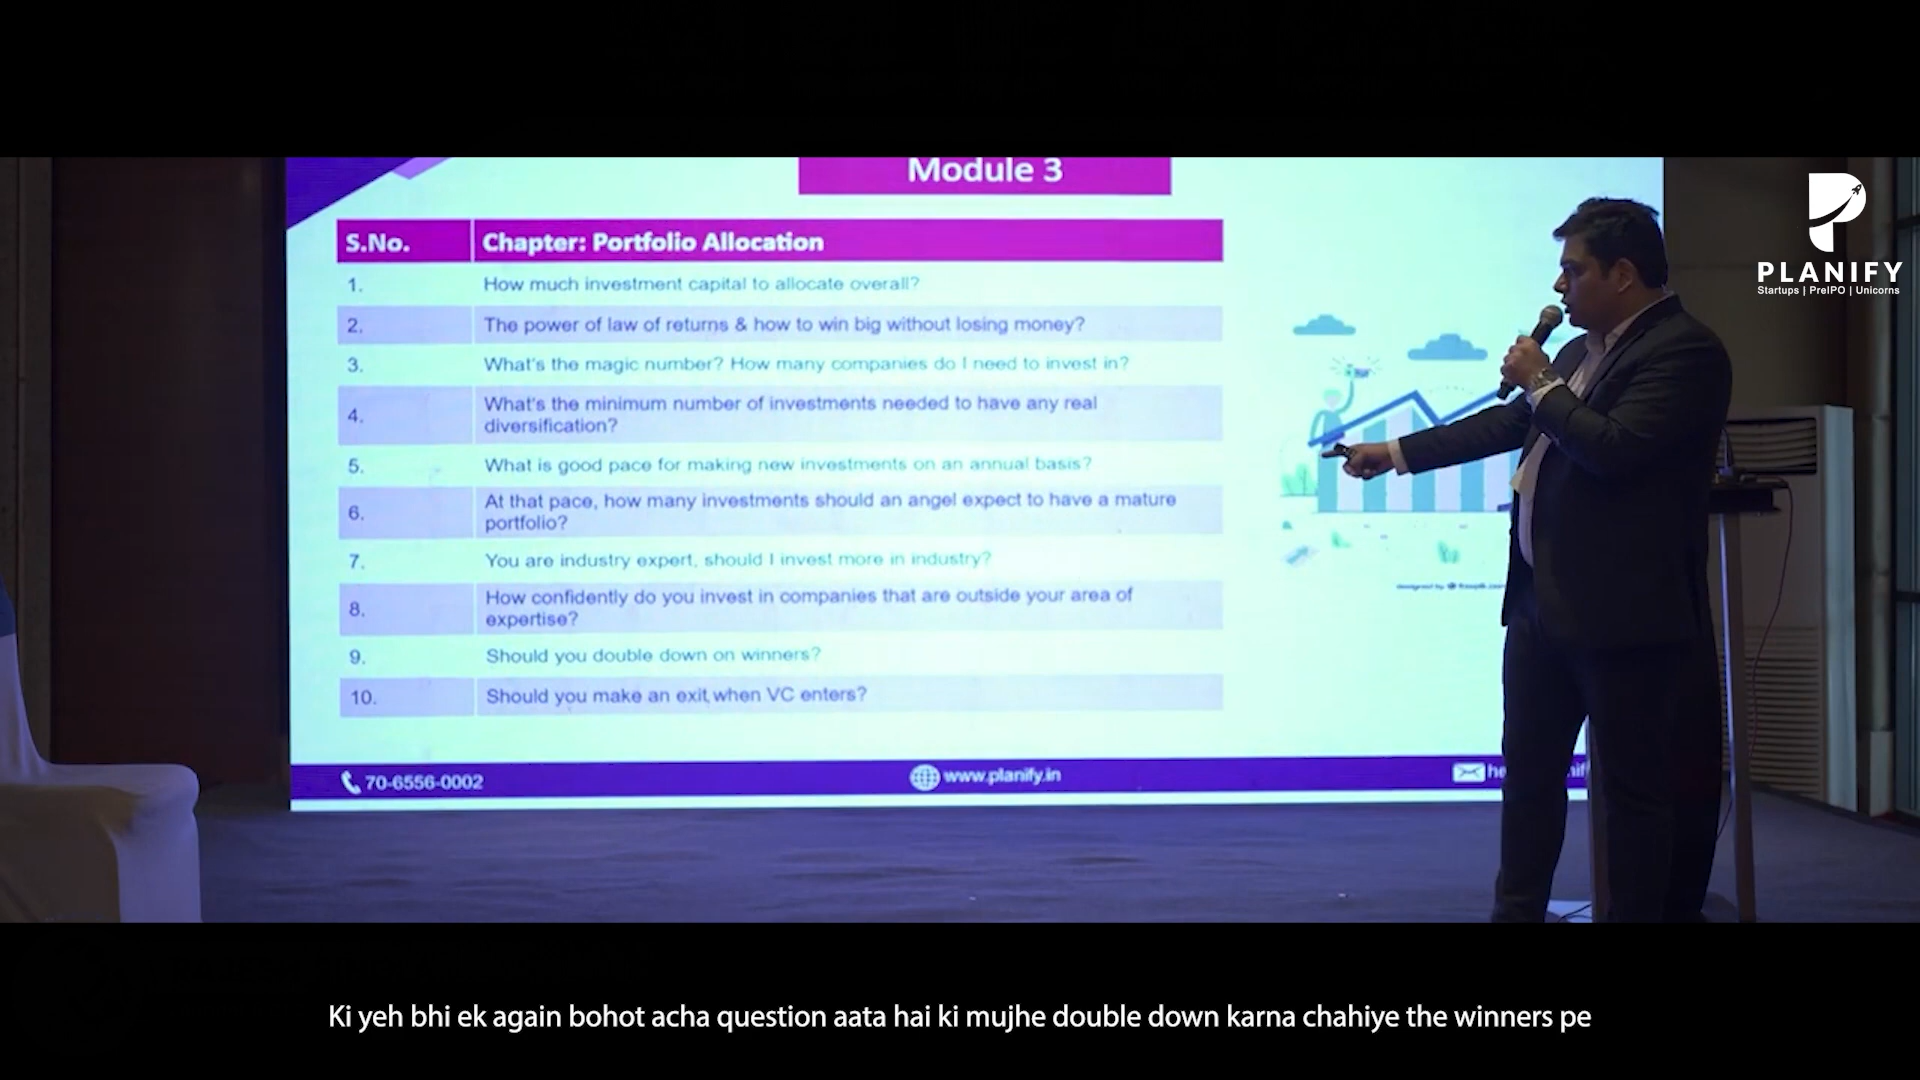 Module 3
S.No.
Chapter: Portfolio Allocation
1.
How much investment capital to allocate overall?
2.
The power of law of returns & how to win big without losing money?
3.
What's the magic number? How many companies do I need to invest in?
4.
What's the minimum number of investments needed to have any real
diversification?
5.
What is good pace for making new investments on an annual basis?
6.
At that pace, how many investments should an angel expect to have a mature
portfolio?
7.
You are industry expert, should I invest more in industry?
8.
How confidently do you invest in companies that are outside your area of
expertise?
9.
Should you double down on winners?
10.
Should you make an exit when VC enters?
70-6556-0002
www.planify.in
PLANIFY
Startups | PreIPO | Unicorns
Ki yeh bhi ek again bohot acha question aata hai ki mujhe double down karna chahiye the winners pe